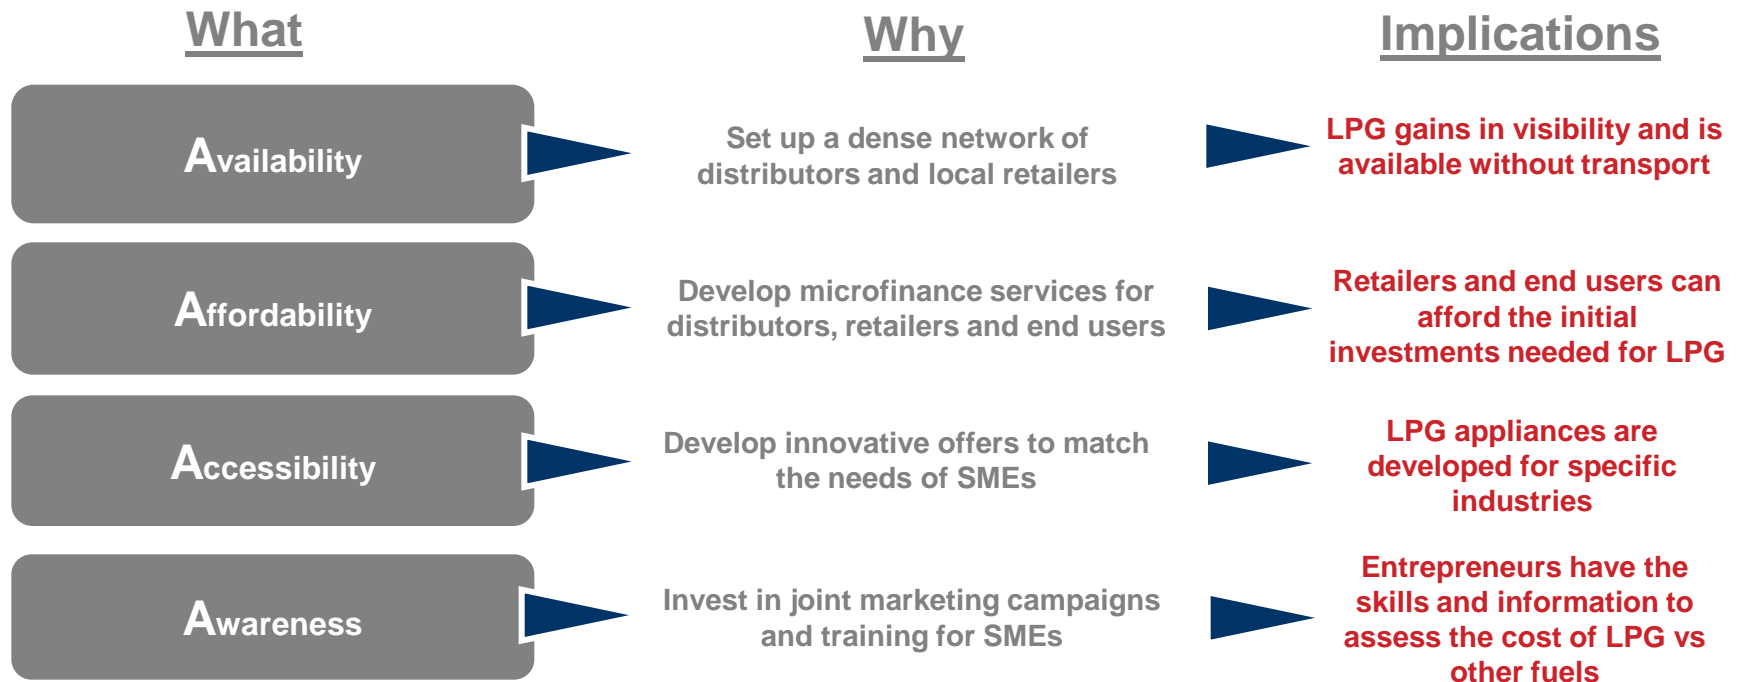 What
Why
Implications
Availability
Set up a dense network of
distributors and local retailers
LPG gains in visibility and is
available without transport
Affordability
Develop microfinance services for
distributors, retailers and end users
Retailers and end users can
afford the initial
investments needed for LPG
Accessibility
Develop innovative offers to match
the needs of SMEs
LPG appliances are
developed for specific
industries
Awareness
Invest in joint marketing campaigns
and training for SMEs
Entrepreneurs have the
skills and information to
assess the cost of LPG vs
other fuels